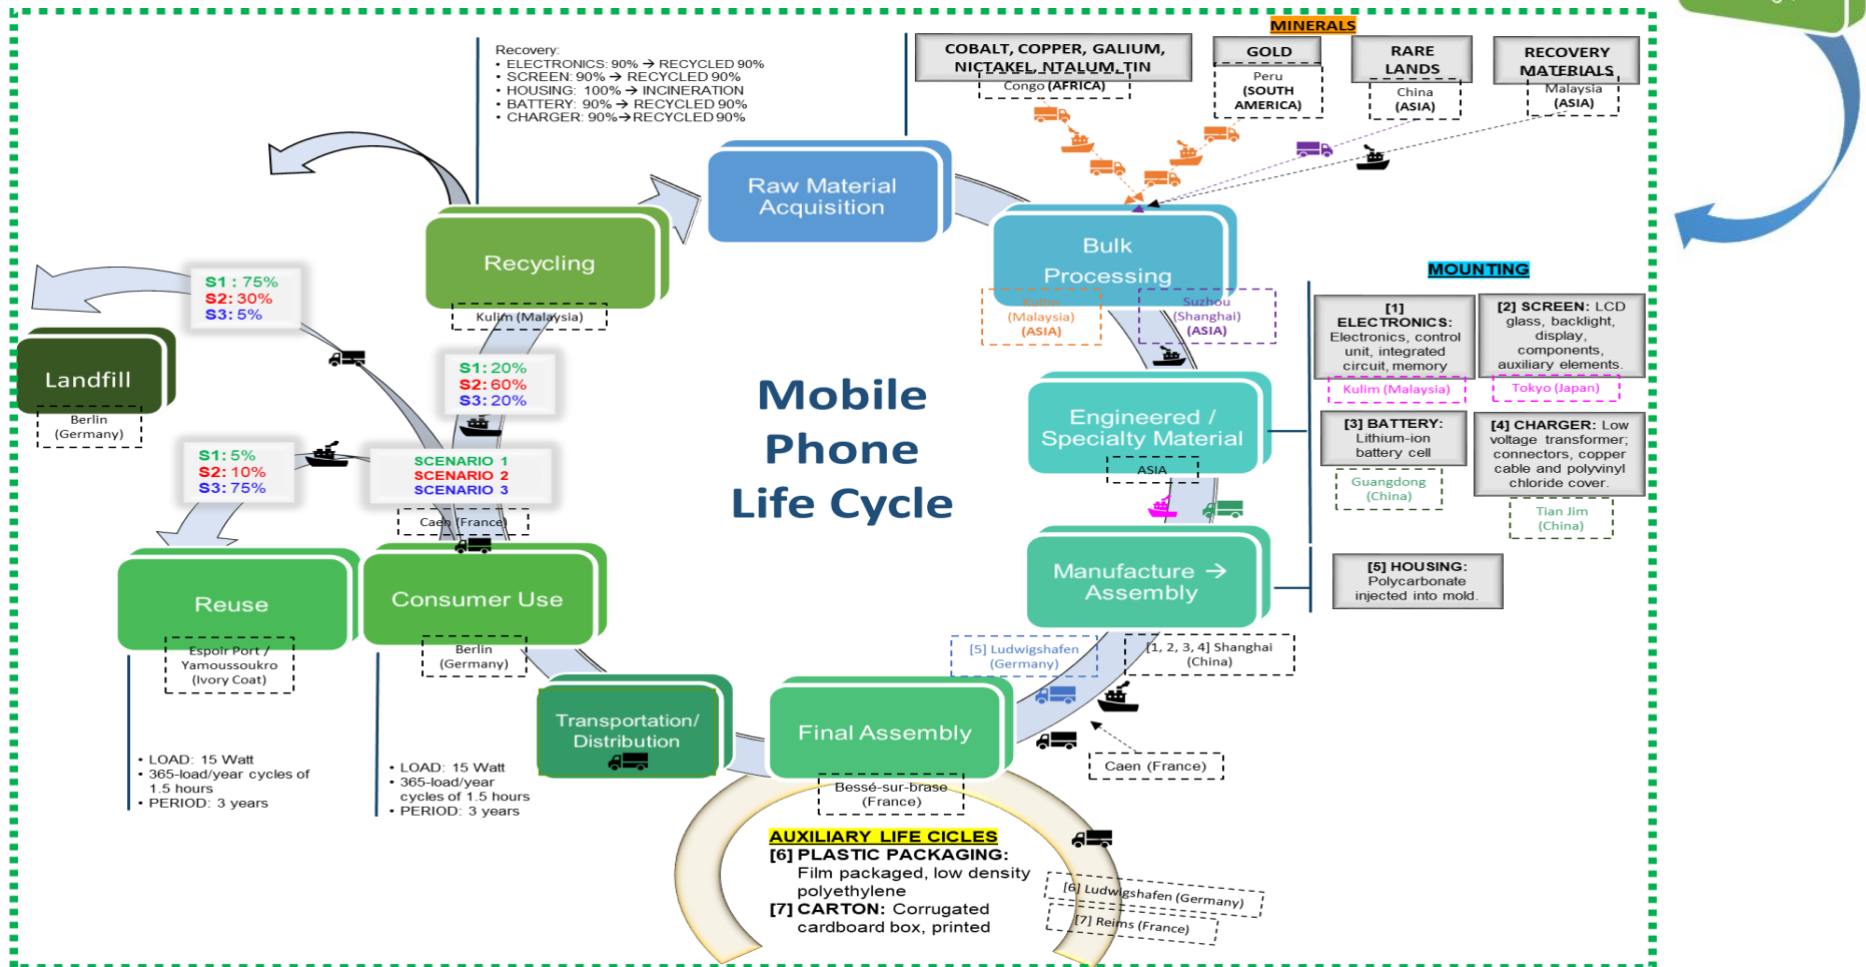 MINERALS
COBALT, COPPER, GALIUM,
NICTAKEL, NTALUM, TIN
Congo (AFRICA)
GOLD
Peru
(SOUTH
AMERICA)
RARE
LANDS
China
(ASIA)
RECOVERY
MATERIALS
Malaysia
(ASIA)
Recovery:
• ELECTRONICS: 90% → RECYCLED 90%
• SCREEN: 90% → RECYCLED 90%
• HOUSING: 100% → INCINERATION
• BATTERY: 90% → RECYCLED 90%
• CHARGER: 90%→RECYCLED 90%
Raw Material
Acquisition
Bulk
Processing
Kulim
(Malaysia)
(ASIA)
Suzhou
(Shanghai)
(ASIA)
Recycling
Kulim (Malaysia)
S1 : 75%
S2: 30%
S3: 5%
Landfill
Berlin
(Germany)
S1: 20%
S2: 60%
S3: 20%
S1: 5%
S2: 10%
S3: 75%
SCENARIO 1
SCENARIO 2
SCENARIO 3
Caen (France)
Mobile
Phone
Life Cycle
MOUNTING
[1]
ELECTRONICS:
Electronics, control
unit, integrated
circuit, memory
Kulim (Malaysia)
[2] SCREEN: LCD
glass, backlight,
display,
components,
auxiliary elements.
Tokyo (Japan)
[3] BATTERY:
Lithium-ion
battery cell
Guangdong
(China)
[4] CHARGER: Low
voltage transformer;
connectors, copper
cable and polyvinyl
chloride cover.
Tian Jim
(China)
Engineered /
Specialty Material
ASIA
Manufacture →
Assembly
[5] HOUSING:
Polycarbonate
injected into mold.
[5] Ludwigshafen
(Germany)
[1, 2, 3, 4] Shanghai
(China)
Caen (France)
Reuse
Espoir Port /
Yamoussoukro
(Ivory Coat)
Consumer Use
Berlin
(Germany)
Transportation/
Distribution
Final Assembly
Bessé-sur-brase
(France)
• LOAD: 15 Watt
• 365-load/year cycles of
1.5 hours
• PERIOD: 3 years
• LOAD: 15 Watt
• 365-load/year
cycles of 1.5 hours
• PERIOD: 3 years
AUXILIARY LIFE CICLES
[6] PLASTIC PACKAGING:
Film packaged, low density
polyethylene
[7] CARTON: Corrugated
cardboard box, printed
[6] Ludwigshafen (Germany)
[7] Reims (France)